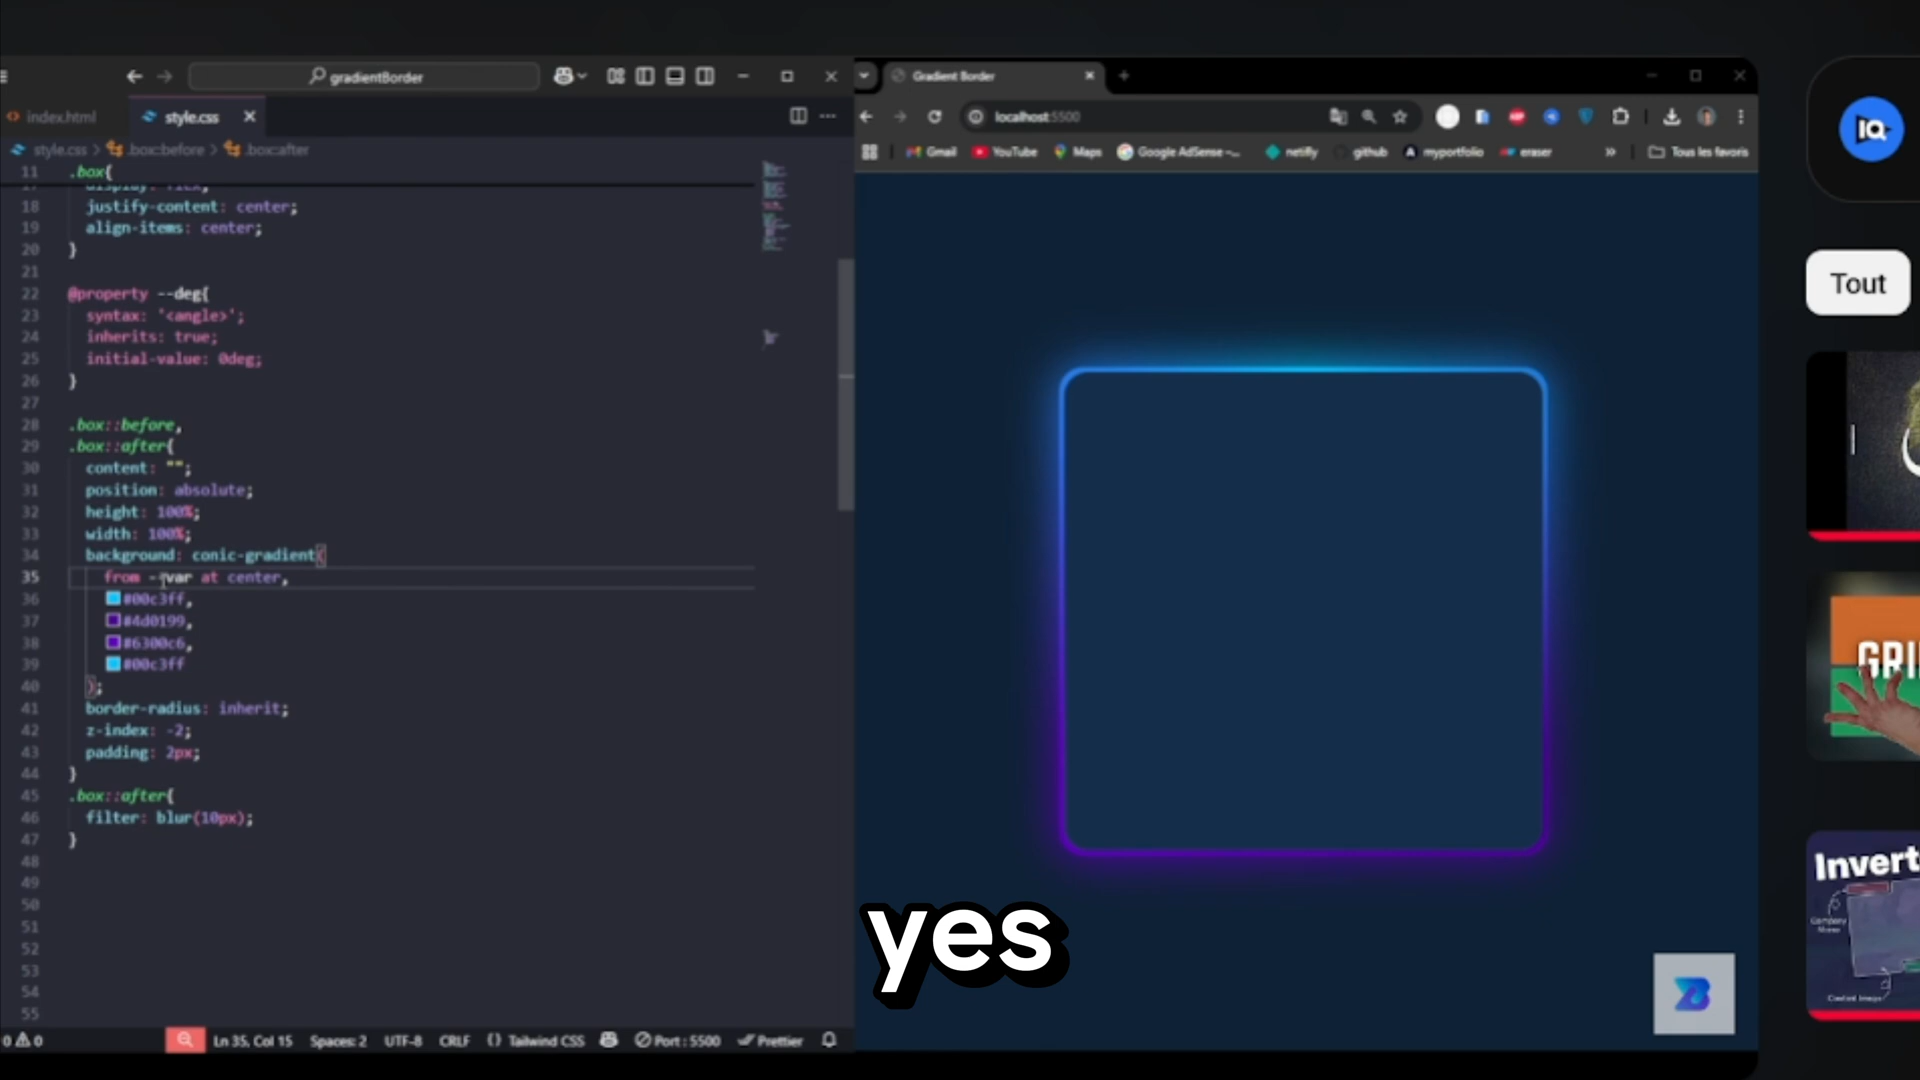 gradientBorder
index.html
style.css
style.css > .box::before > .box::after
11 .box{
18 justify-content: center;
19 align-items: center;
20 }
21
22 @property --deg{
23 syntax: '<angle>';
24 inherits: true;
25 initial-value: 0deg;
26 }
27
28 .box::before,
29 .box::after{
30 content: "";
31 position: absolute;
32 height: 100%;
33 width: 100%;
34 background: conic-gradient(
35 from --var at center,
36 #00c3ff,
37 #4d0199,
38 #6300c6,
39 #00c3ff
40 );
41 border-radius: inherit;
42 z-index: -2;
43 padding: 2px;
44 }
45 .box::after{
46 filter: blur(10px);
47 }
48
49
50
51
52
53
54
55
0 0 Ln 35, Col 15 Spaces: 2 UTF-8 CRLF {} Tailwind CSS Port : 5500 Prettier
Gradient Border
localhost:5500
Gmail YouTube Maps Google AdSense -... netlify github myportfolio eraser » Tous les favoris
yes
IQ
Tout
GRI
Invert